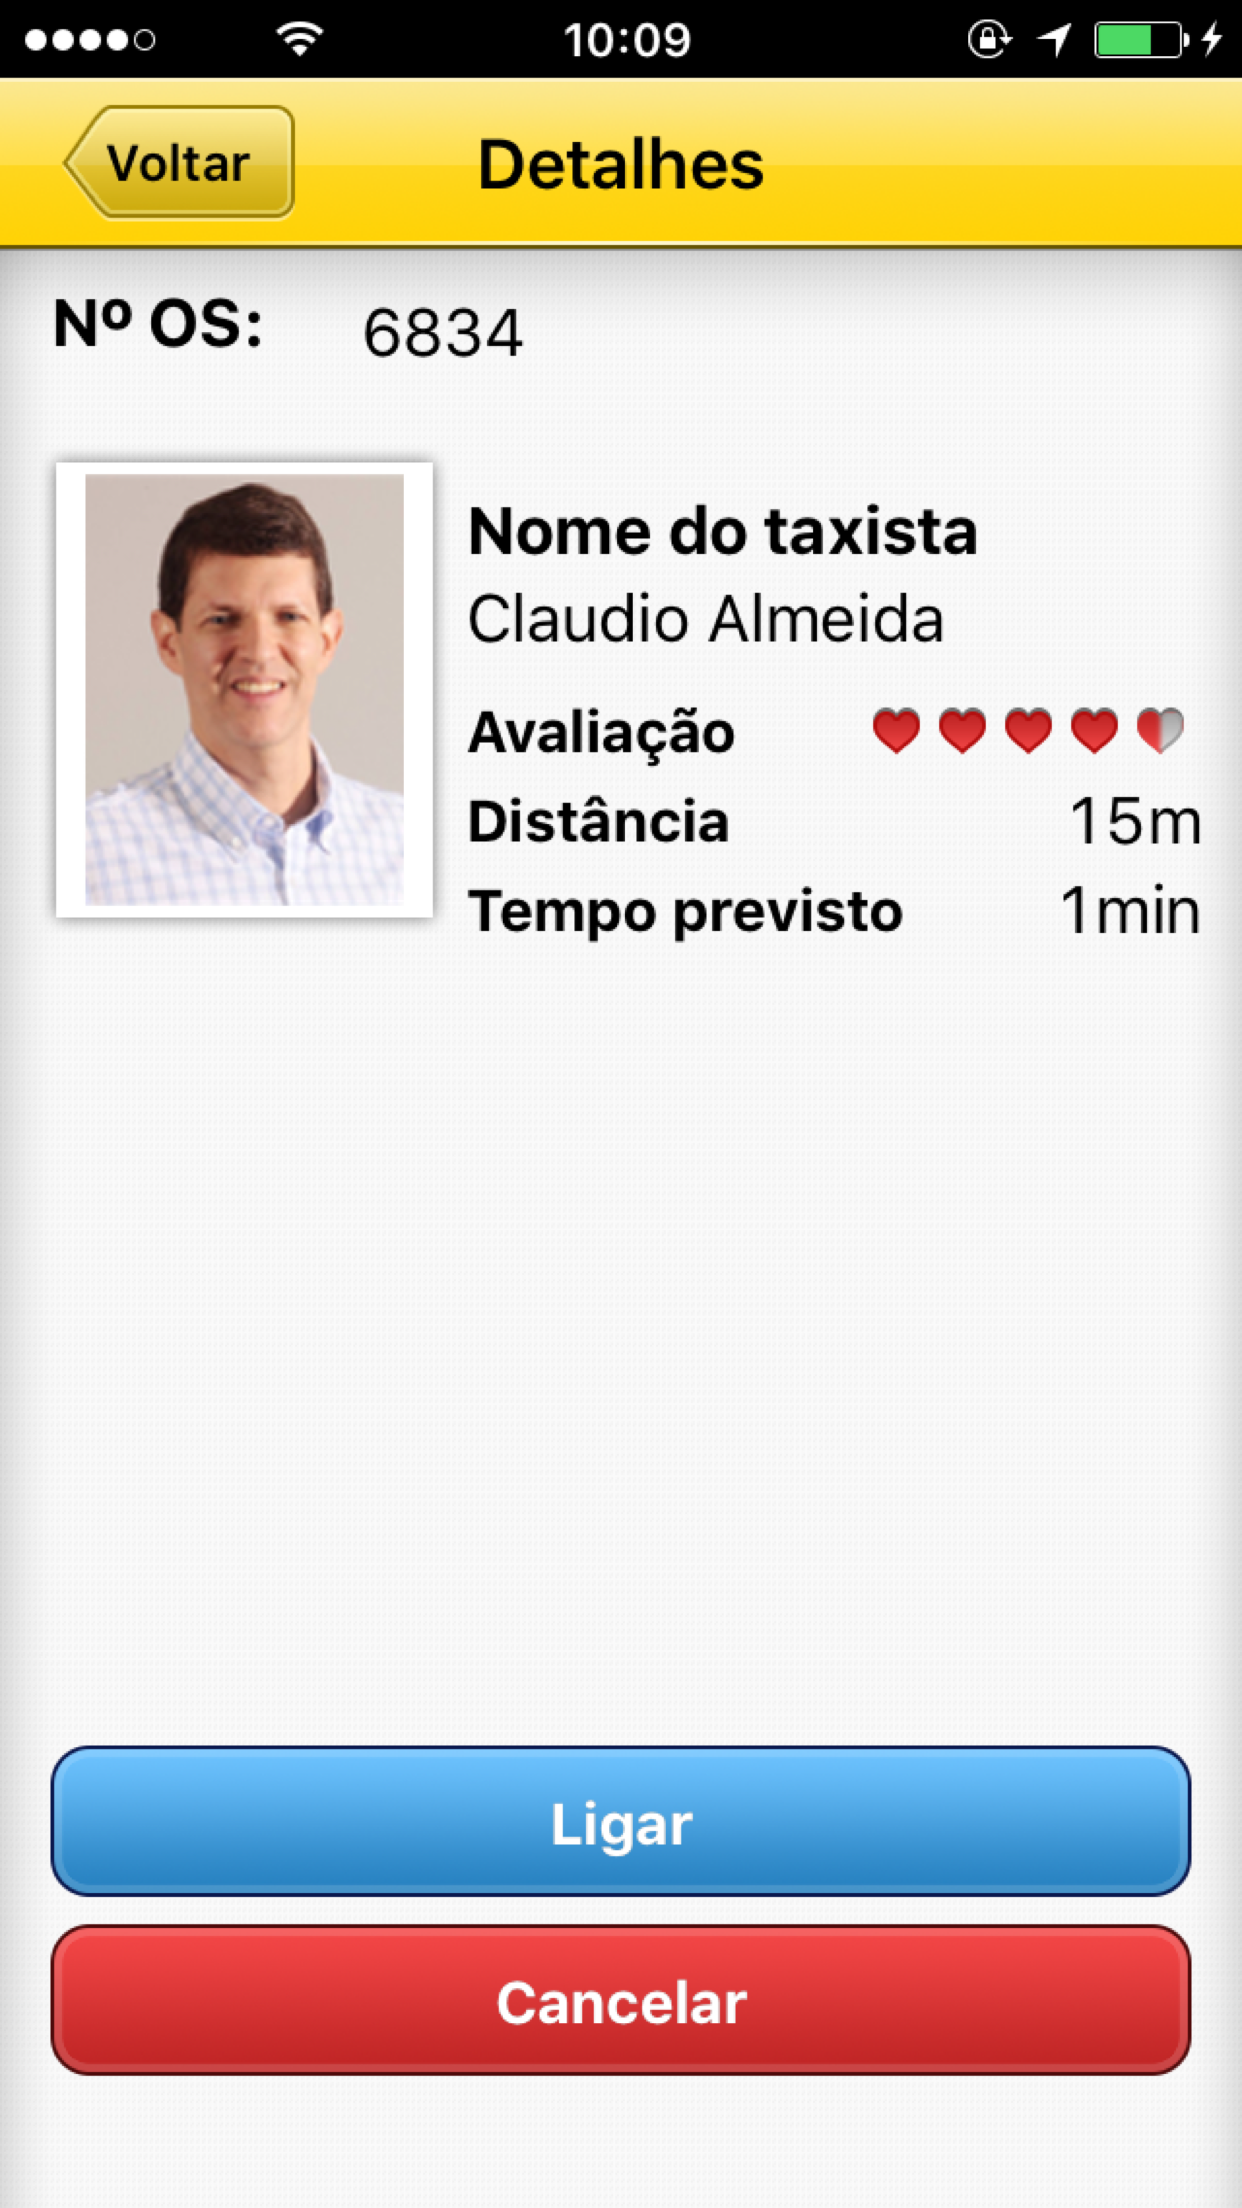 10:09
Voltar
Detalhes
Nº OS: 6834
Nome do taxista
Claudio Almeida
Avaliação
Distância 15m
Tempo previsto 1min
Ligar
Cancelar